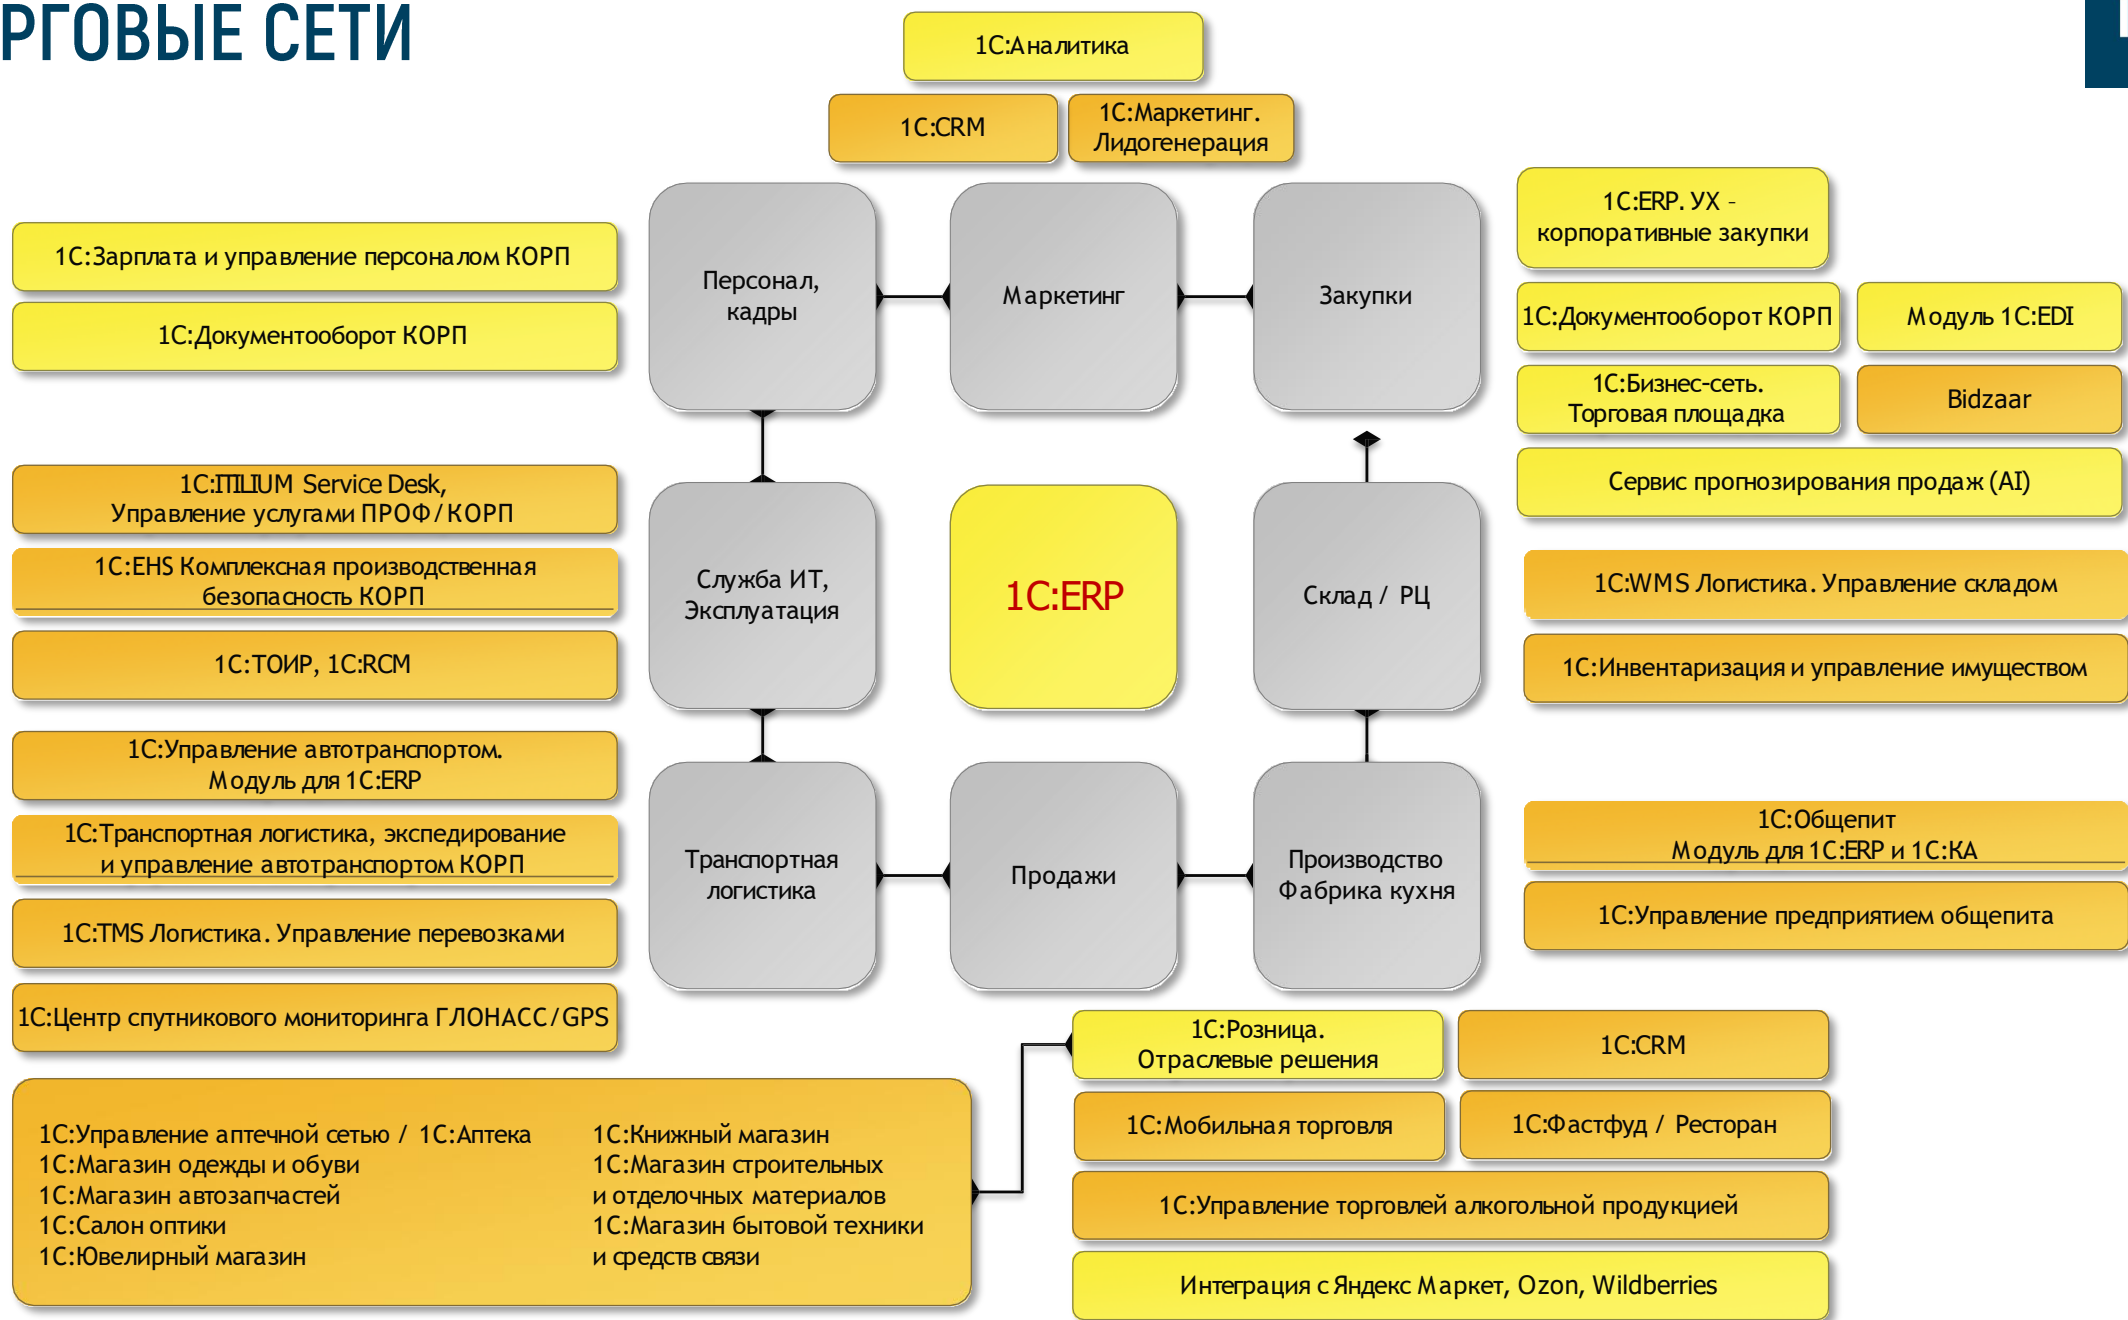 РГОВЫЕ СЕТИ
1С:Аналитика
1С:CRM
1С:Маркетинг.
Лидогенерация
1С:Зарплата и управление персоналом КОРП
1С:Документооборот КОРП
Персонал,
кадры
Маркетинг
Закупки
1С:ERP. УХ -
корпоративные закупки
1С:Документооборот КОРП
Модуль 1С:EDI
1С:Бизнес-сеть.
Торговая площадка
Bidzaar
Сервис прогнозирования продаж (AI)
1С:ITILIUM Service Desk,
Управление услугами ПРОФ/КОРП
1С:EHS Комплексная производственная
безопасность КОРП
1С:ТОИР, 1С:RCM
Служба ИТ,
Эксплуатация
1С:ERP
Склад / РЦ
1С:WMS Логистика. Управление складом
1С:Инвентаризация и управление имуществом
1С:Управление автотранспортом.
Модуль для 1С:ERP
1С:Транспортная логистика, экспедирование
и управление автотранспортом КОРП
1С:TMS Логистика. Управление перевозками
1С:Центр спутникового мониторинга ГЛОНАСС/GPS
Транспортная
логистика
Продажи
Производство
Фабрика кухня
1С:Общепит
Модуль для 1С:ERP и 1С:КА
1С:Управление предприятием общепита
1С:Управление аптечной сетью / 1С:Аптека
1С:Магазин одежды и обуви
1С:Магазин автозапчастей
1С:Салон оптики
1С:Ювелирный магазин
1С:Книжный магазин
1С:Магазин строительных
и отделочных материалов
1С:Магазин бытовой техники
и средств связи
1С:Розница.
Отраслевые решения
1С:CRM
1С:Мобильная торговля
1С:Фастфуд / Ресторан
1С:Управление торговлей алкогольной продукцией
Интеграция с Яндекс Маркет, Ozon, Wildberries